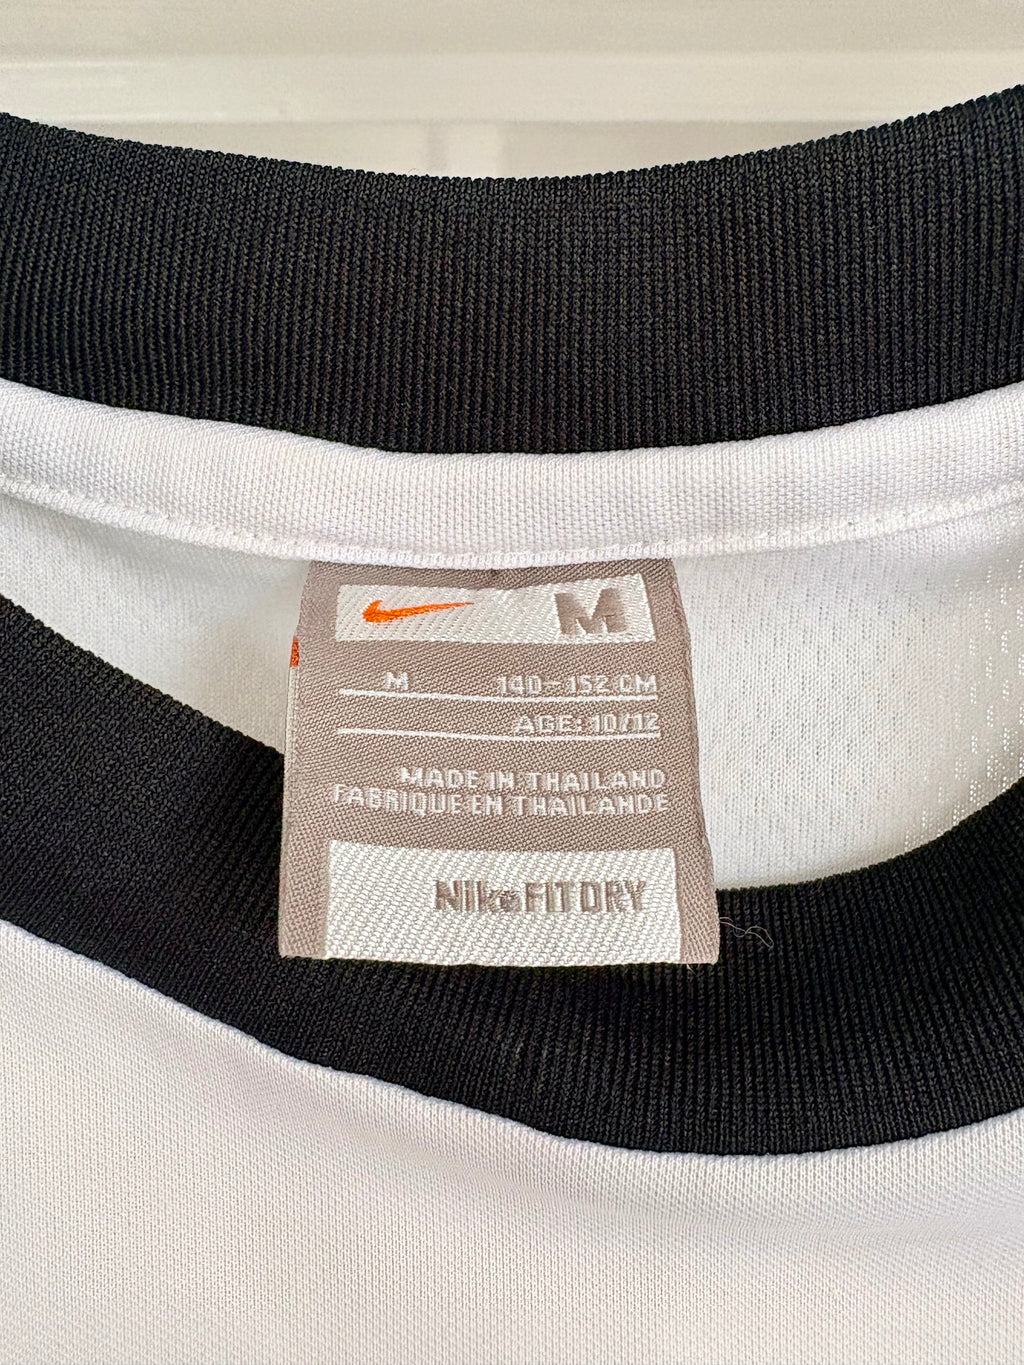 M
M 140-152 CM
AGE: 10/12
MADE IN THAILAND
FABRIQUE EN THAILANDE
Nike FIT DRY